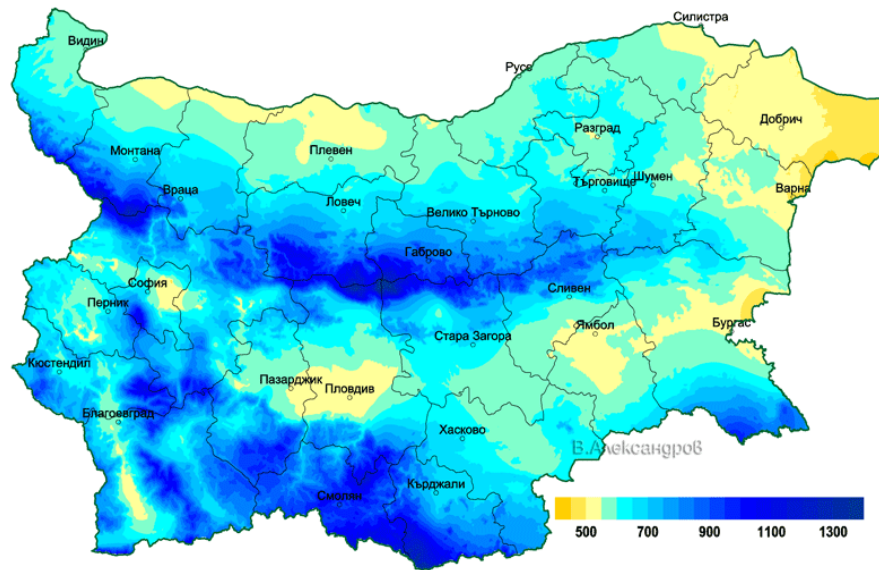 Силистра
Видин
Русе
Добрич
Разград
Монтана
Плевен
Шумен
Търговище
Варна
Враца
Ловеч
Велико Търново
Габрово
София
Сливен
Перник
Бургас
Ямбол
Стара Загора
Кюстендил
Пазарджик
Пловдив
Благоевград
Хасково
В.Александров
Кърджали
Смолян
500 700 900 1100 1300